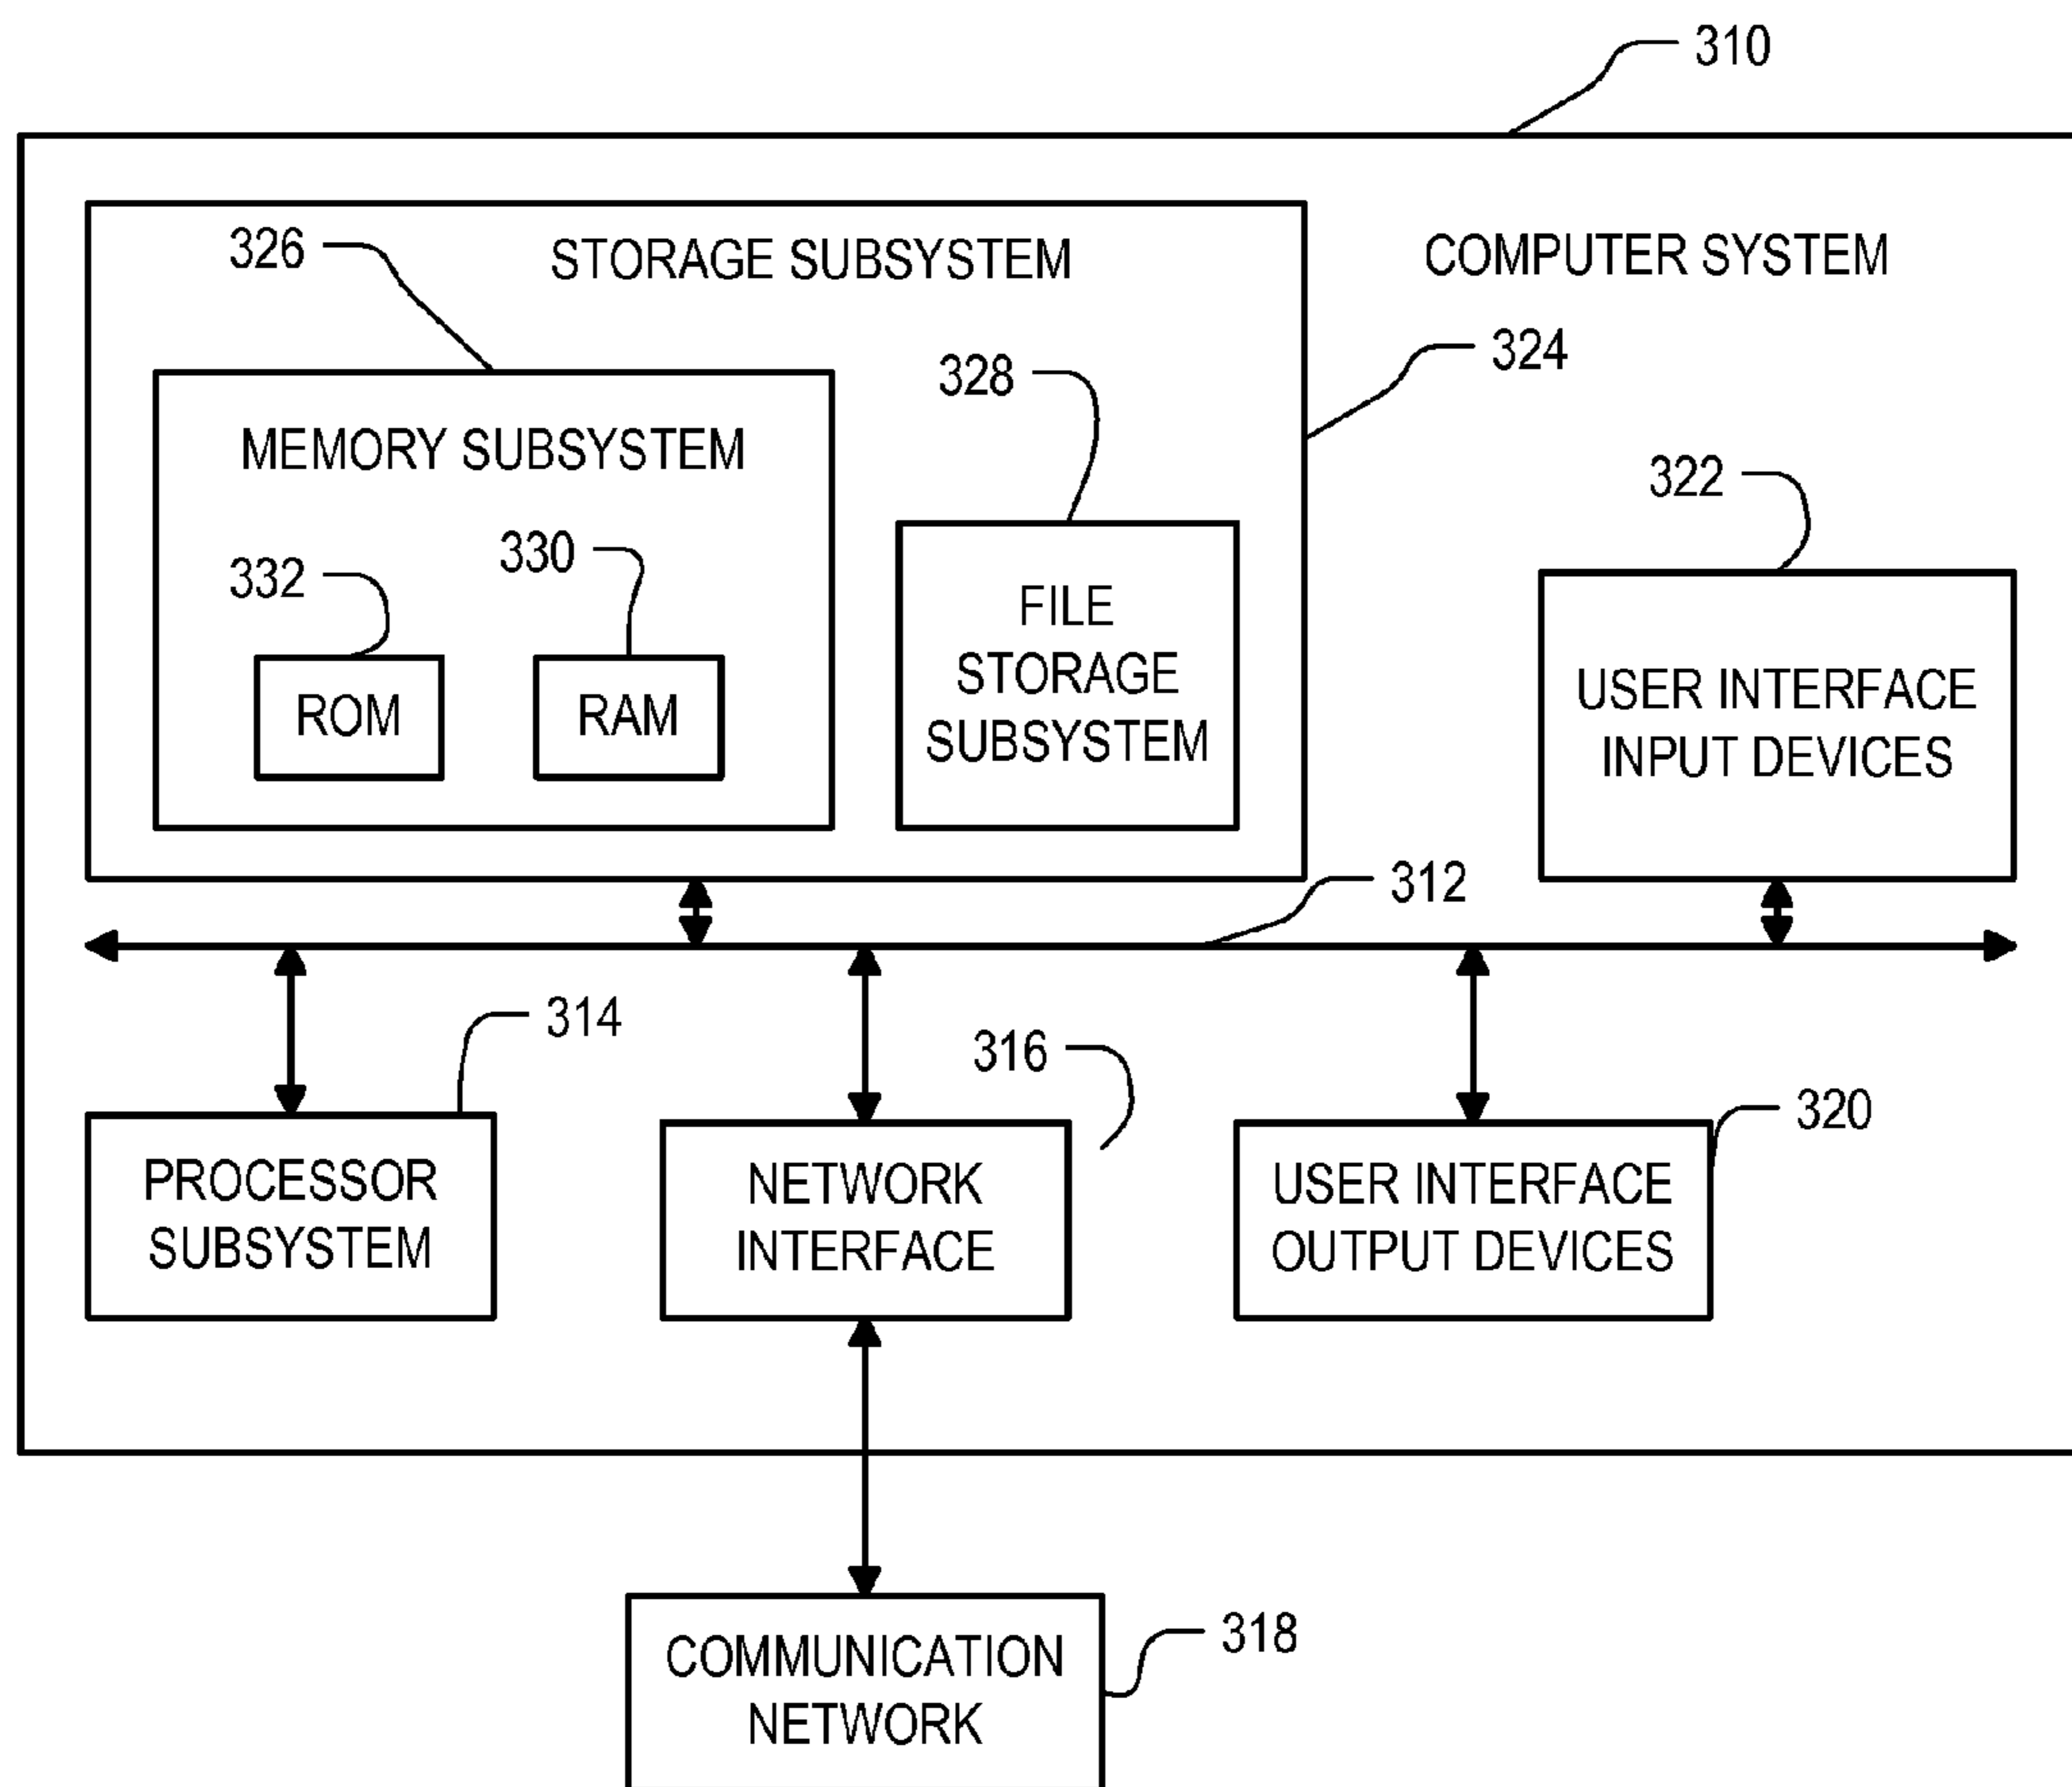 310
326
STORAGE SUBSYSTEM
COMPUTER SYSTEM
324
328
MEMORY SUBSYSTEM
322
332
330
FILE
STORAGE
SUBSYSTEM
ROM
RAM
USER INTERFACE
INPUT DEVICES
312
314
316
320
PROCESSOR
SUBSYSTEM
NETWORK
INTERFACE
USER INTERFACE
OUTPUT DEVICES
318
COMMUNICATION
NETWORK